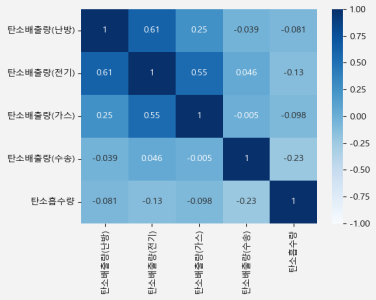 탄소배출량(난방) 1 0.61 0.25 -0.039 -0.081
탄소배출량(전기) 0.61 1 0.55 0.046 -0.13
탄소배출량(가스) 0.25 0.55 1 -0.005 -0.098
탄소배출량(수송) -0.039 0.046 -0.005 1 -0.23
탄소흡수량 -0.081 -0.13 -0.098 -0.23 1
탄소배출량(난방)
탄소배출량(전기)
탄소배출량(가스)
탄소배출량(수송)
탄소흡수량
1.00
0.75
0.50
0.25
0.00
-0.25
-0.50
-0.75
-1.00